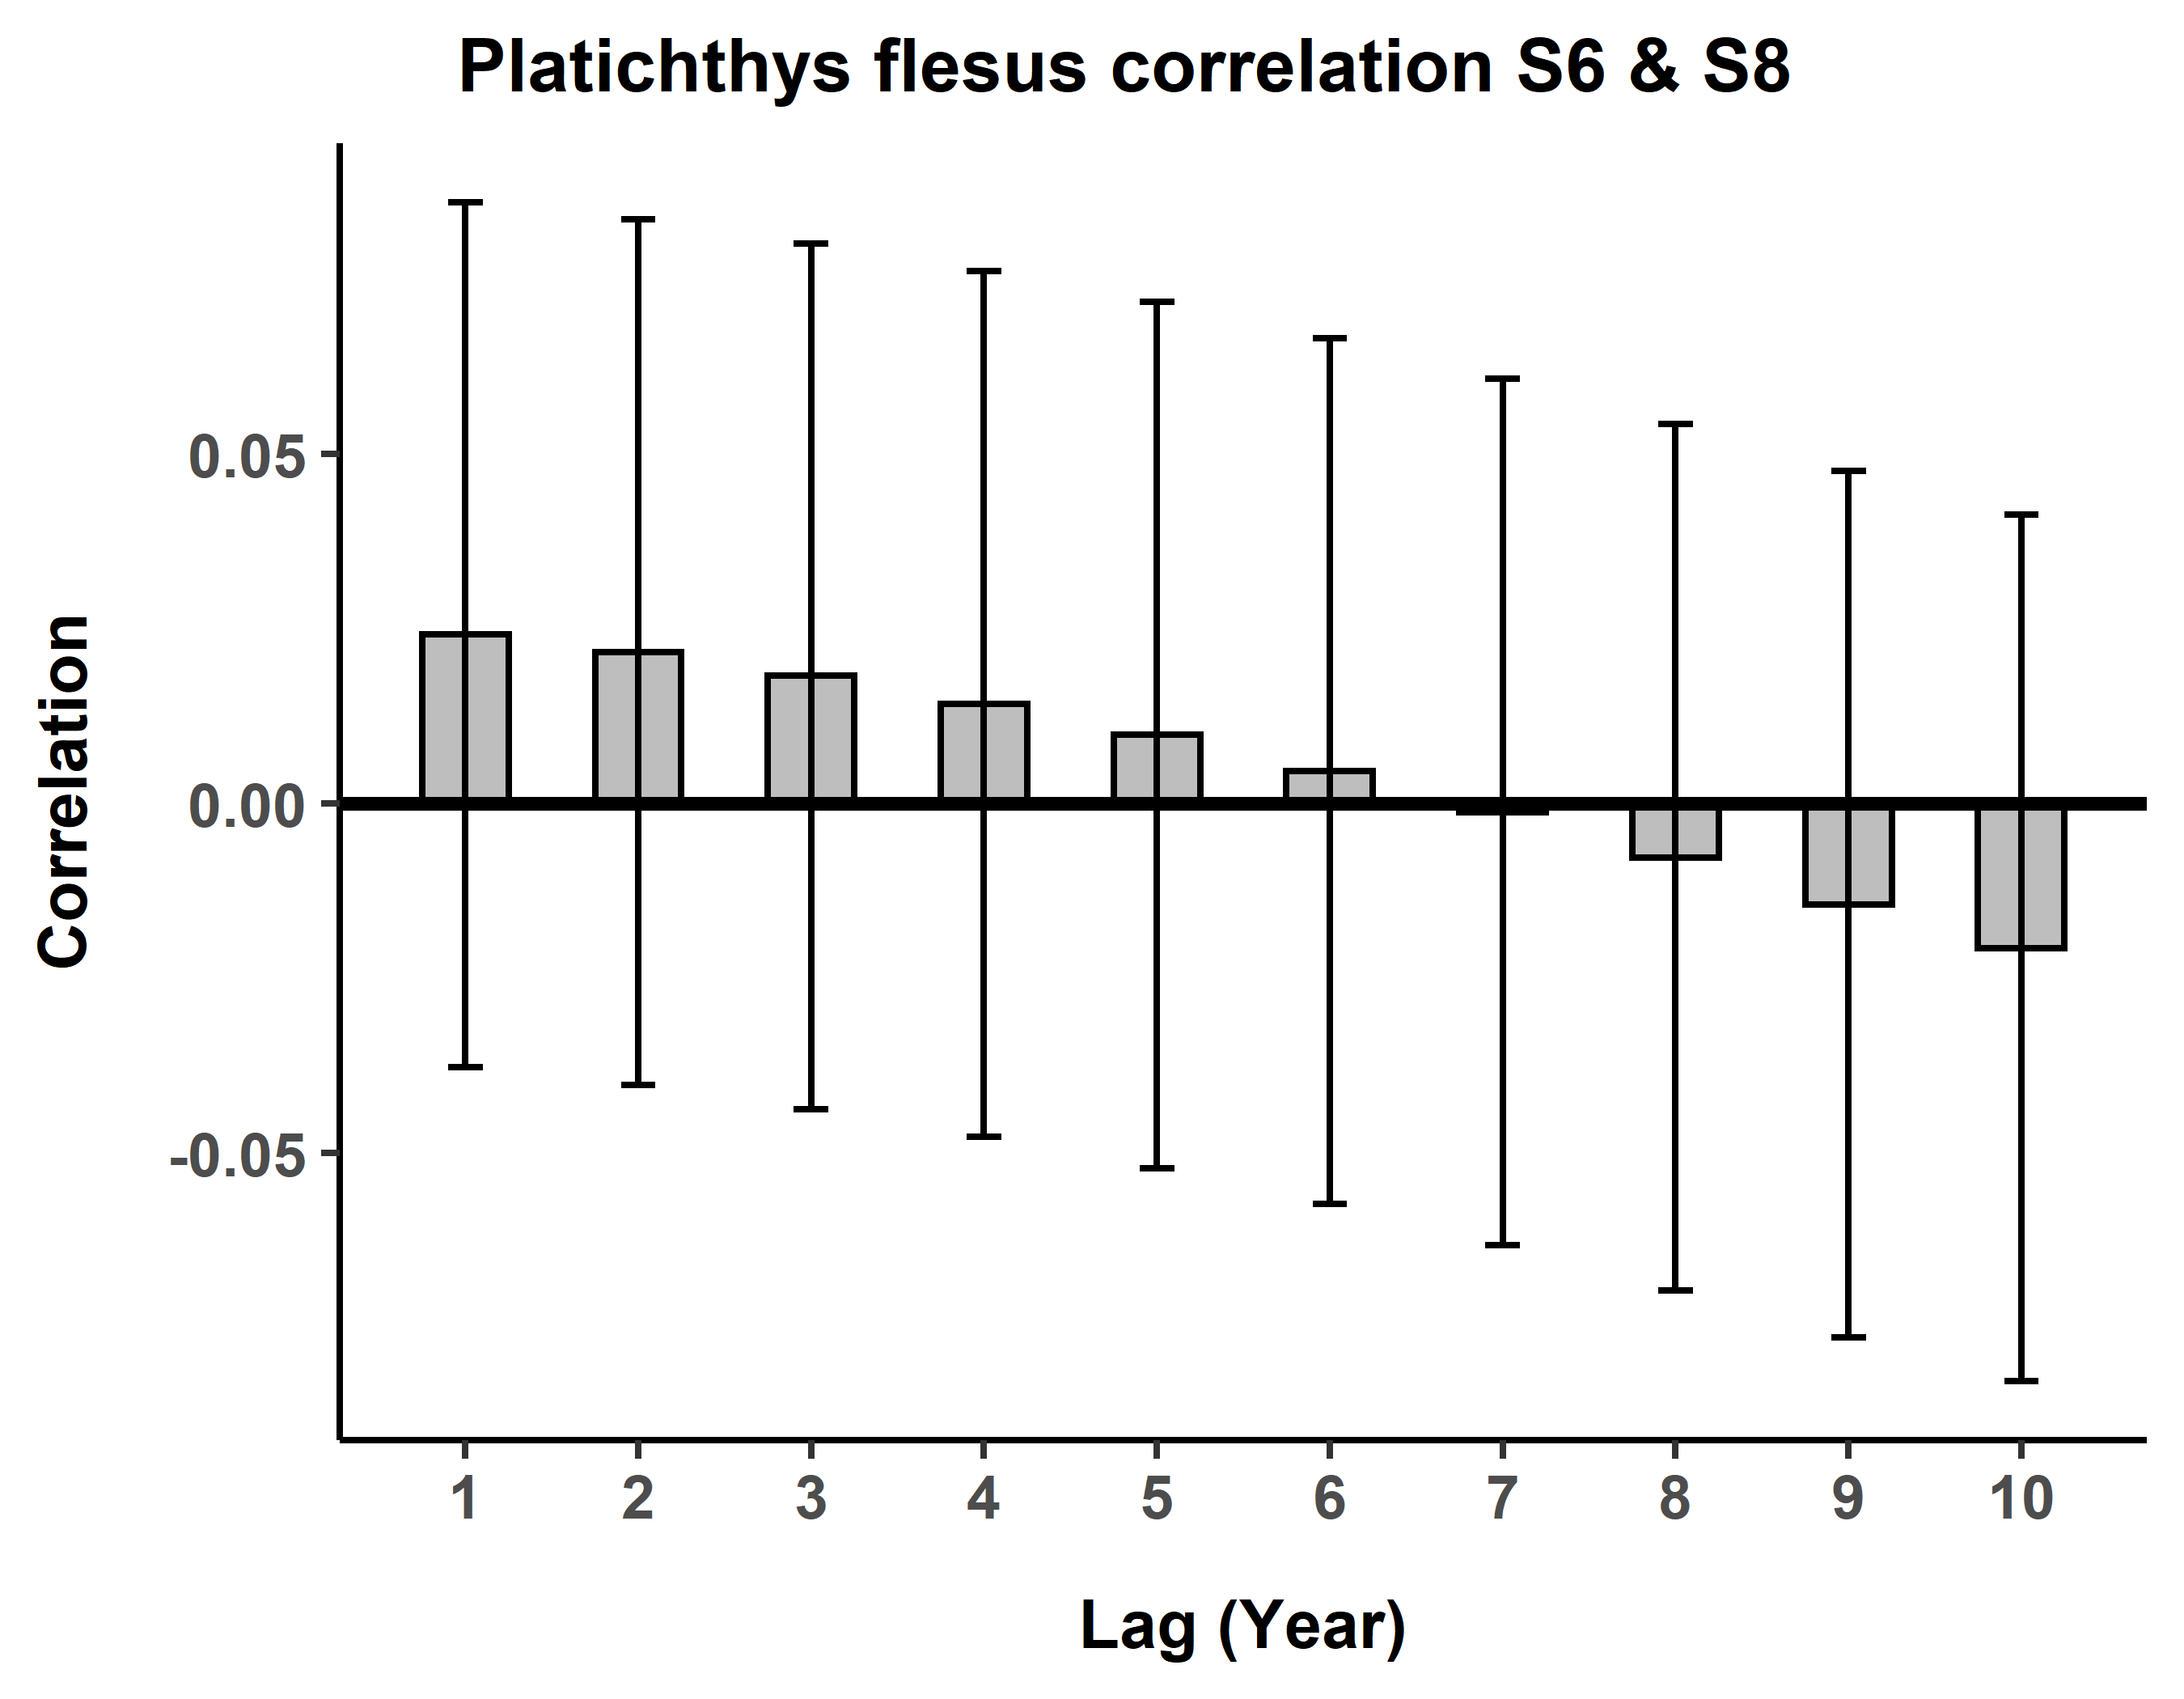 Platichthys flesus correlation S6 & S8
Correlation
0.05
0.00
-0.05
1 2 3 4 5 6 7 8 9 10
Lag (Year)